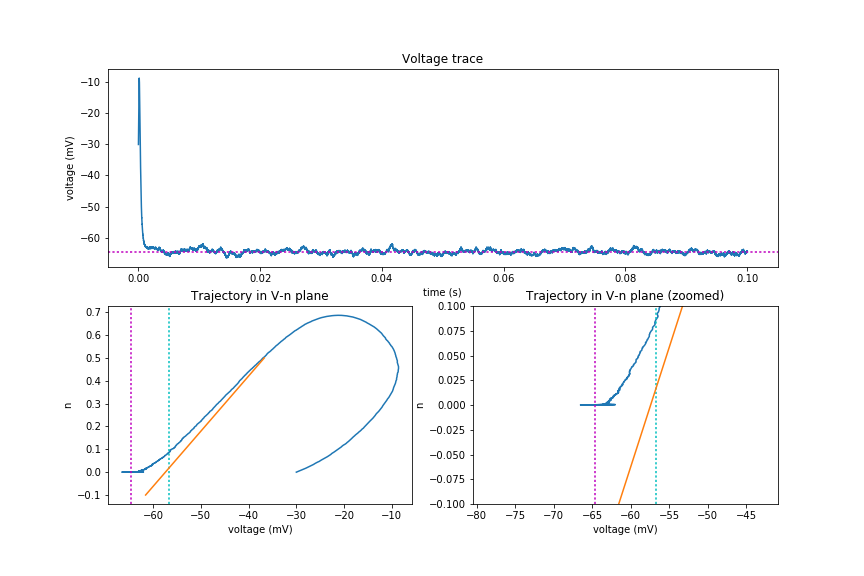 Voltage trace
−10
−20
−30
−40
−50
−60
voltage (mV)
0.00 0.02 0.04 0.06 0.08 0.10
time (s)
Trajectory in V-n plane
0.7
0.6
0.5
0.4
0.3
0.2
0.1
0.0
−0.1
n
−60 −50 −40 −30 −20 −10
voltage (mV)
Trajectory in V-n plane (zoomed)
0.100
0.075
0.050
0.025
0.000
−0.025
−0.050
−0.075
−0.100
n
−80 −75 −70 −65 −60 −55 −50 −45
voltage (mV)